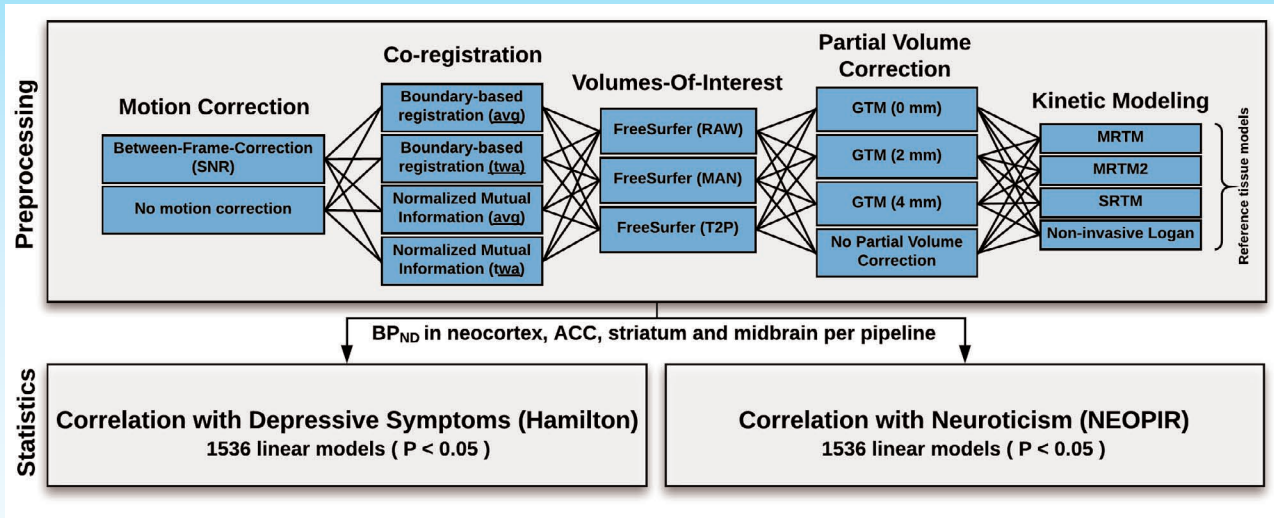 Preprocessing
Motion Correction
Between-Frame-Correction
(SNR)
No motion correction
Co-registration
Boundary-based
registration (avg)
Boundary-based
registration (twa)
Normalized Mutual
Information (avg)
Normalized Mutual
Information (twa)
Volumes-Of-Interest
FreeSurfer (RAW)
FreeSurfer (MAN)
FreeSurfer (T2P)
Partial Volume
Correction
GTM (0 mm)
GTM (2 mm)
GTM (4 mm)
No Partial Volume
Correction
Kinetic Modeling
MRTM
MRTM2
SRTM
Non-invasive Logan
Reference tissue models
BPND in neocortex, ACC, striatum and midbrain per pipeline
Statistics
Correlation with Depressive Symptoms (Hamilton)
1536 linear models ( P < 0.05 )
Correlation with Neuroticism (NEOPIR)
1536 linear models ( P < 0.05 )